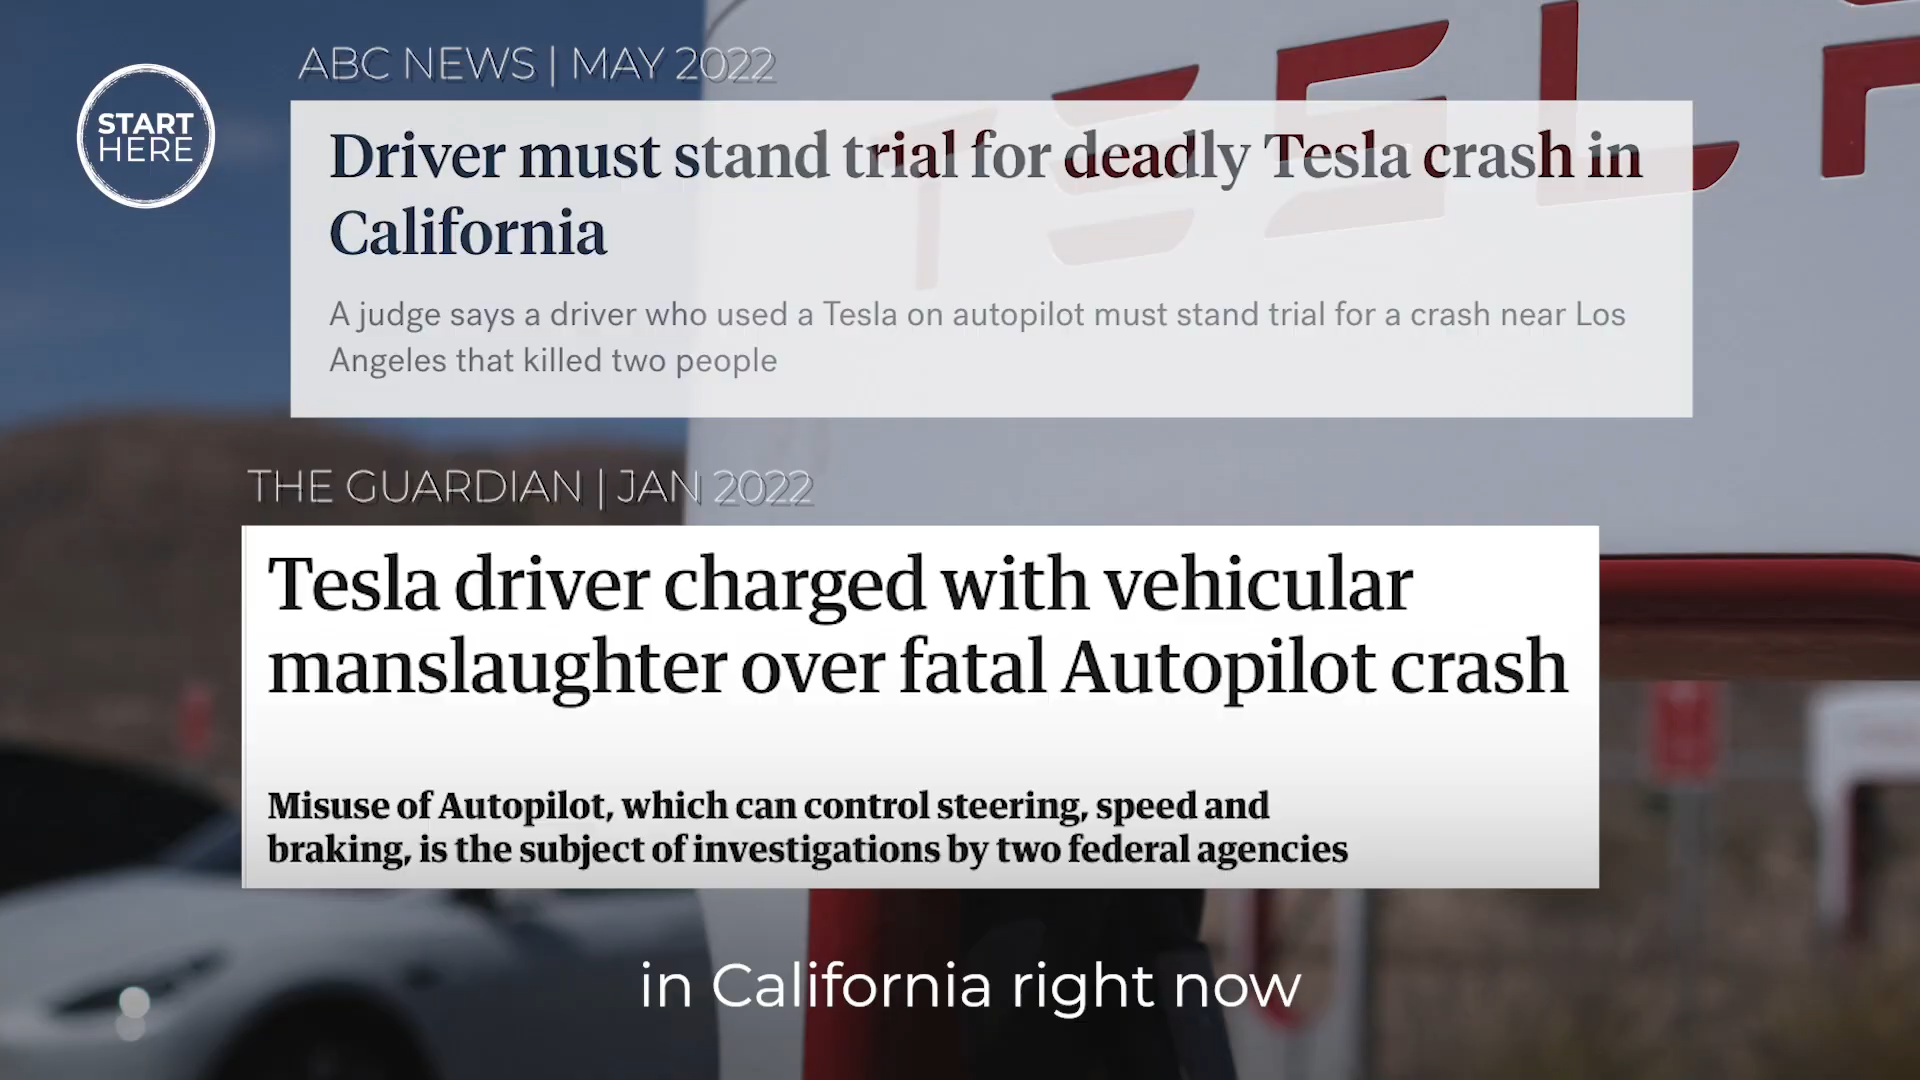 ABC NEWS | MAY 2022
START
HERE
Driver must stand trial for deadly Tesla crash in
California
A judge says a driver who used a Tesla on autopilot must stand trial for a crash near Los
Angeles that killed two people
THE GUARDIAN | JAN 2022
Tesla driver charged with vehicular
manslaughter over fatal Autopilot crash
Misuse of Autopilot, which can control steering, speed and
braking, is the subject of investigations by two federal agencies
in California right now